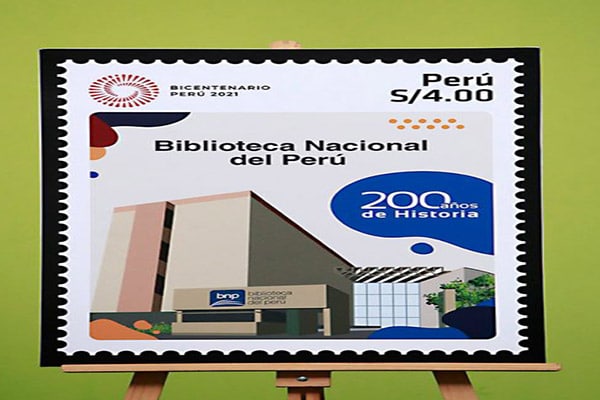 BICENTENARIO
PERÚ 2021
Perú
S/4.00
Biblioteca Nacional
del Perú
200 años
de Historia
bnp
biblioteca
nacional
del perú